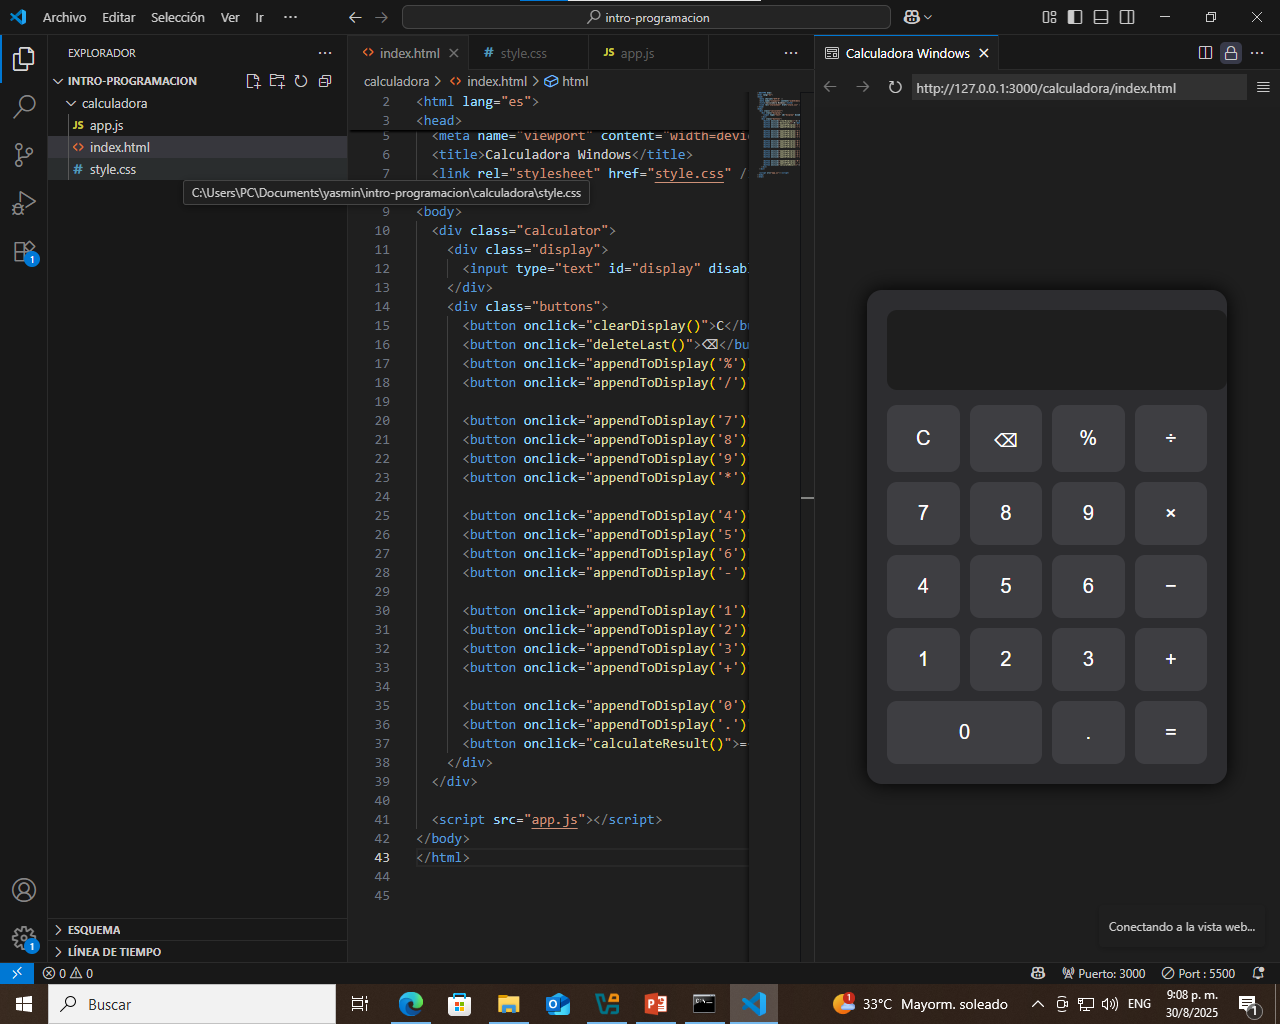 Archivo Editar Selección Ver Ir ··· intro-programacion
EXPLORADOR
INTRO-PROGRAMACION
calculadora
JS app.js
<> index.html
# style.css
C:\Users\PC\Documents\yasmin\intro-programacion\calculadora\style.css
ESQUEMA
LÍNEA DE TIEMPO
<> index.html # style.css JS app.js
calculadora > <> index.html > html
2 <html lang="es">
3 <head>
5 <meta name="viewport" content="width=devi
6 <title>Calculadora Windows</title>
7 <link rel="stylesheet" href="style.css" /
9 <body>
10 <div class="calculator">
11 <div class="display">
12 <input type="text" id="display" disab
13 </div>
14 <div class="buttons">
15 <button onclick="clearDisplay()">C</bu
16 <button onclick="deleteLast()">⌫</bu
17 <button onclick="appendToDisplay('%')
18 <button onclick="appendToDisplay('/')
19
20 <button onclick="appendToDisplay('7')
21 <button onclick="appendToDisplay('8')
22 <button onclick="appendToDisplay('9')
23 <button onclick="appendToDisplay('*')
24
25 <button onclick="appendToDisplay('4')
26 <button onclick="appendToDisplay('5')
27 <button onclick="appendToDisplay('6')
28 <button onclick="appendToDisplay('-')
29
30 <button onclick="appendToDisplay('1')
31 <button onclick="appendToDisplay('2')
32 <button onclick="appendToDisplay('3')
33 <button onclick="appendToDisplay('+')
34
35 <button onclick="appendToDisplay('0')
36 <button onclick="appendToDisplay('.')
37 <button onclick="calculateResult()">=
38 </div>
39 </div>
40
41 <script src="app.js"></script>
42 </body>
43 </html>
44
45
Calculadora Windows
http://127.0.0.1:3000/calculadora/index.html
C ⌫ % ÷
7 8 9 ×
4 5 6 −
1 2 3 +
0 . =
Conectando a la vista web...
0 0 Puerto: 3000 Port : 5500
Buscar
33°C Mayorm. soleado
ENG
9:08 p. m.
30/8/2025
1